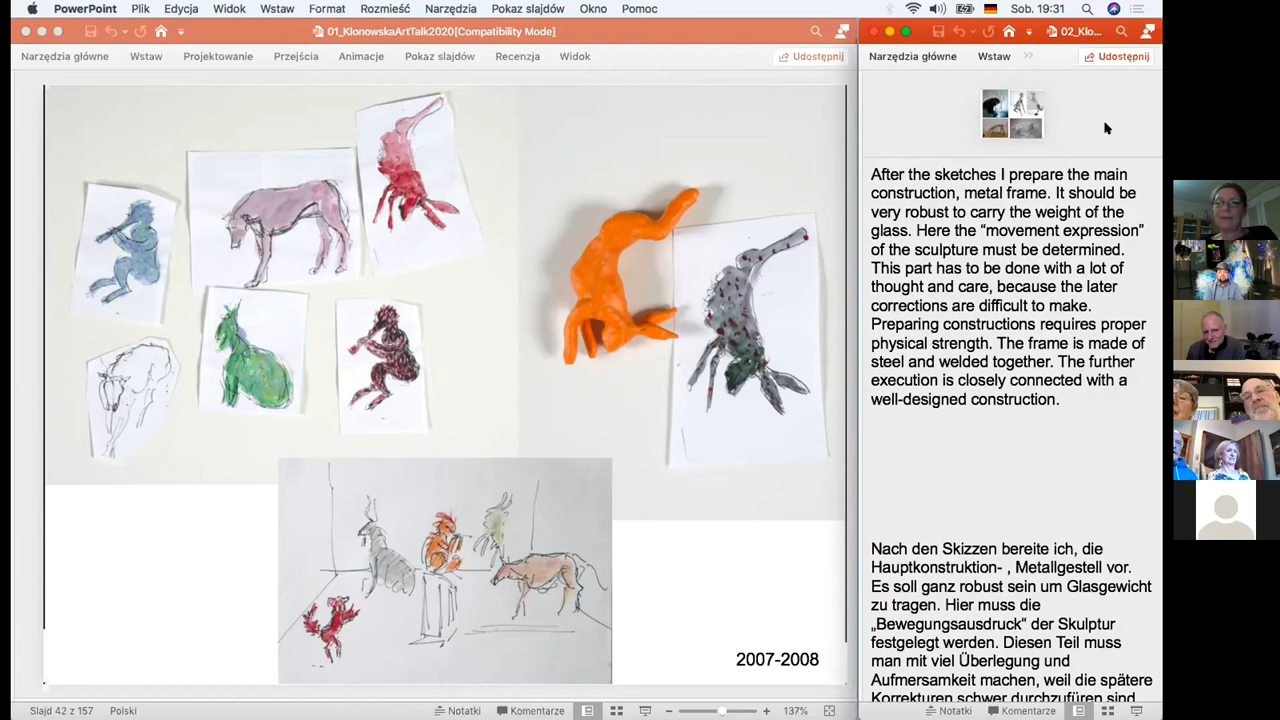 PowerPoint Plik Edycja Widok Wstaw Format Rozmieść Narzędzia Pokaz slajdów Okno Pomoc Sob. 19:31
01_KlonowskaArtTalk2020[Compatibility Mode]
02_Klo...
Narzędzia główne Wstaw Projektowanie Przejścia Animacje Pokaz slajdów Recenzja Widok Udostępnij
Narzędzia główne Wstaw Udostępnij
2007-2008
After the sketches I prepare the main
construction, metal frame. It should be
very robust to carry the weight of the
glass. Here the “movement expression”
of the sculpture must be determined.
This part has to be done with a lot of
thought and care, because the later
corrections are difficult to make.
Preparing constructions requires proper
physical strength. The frame is made of
steel and welded together. The further
execution is closely connected with a
well-designed construction.
Nach den Skizzen bereite ich, die
Hauptkonstruktion- , Metallgestell vor.
Es soll ganz robust sein um Glasgewicht
zu tragen. Hier muss die
„Bewegungsausdruck“ der Skulptur
festgelegt werden. Diesen Teil muss
man mit viel Überlegung und
Aufmersamkeit machen, weil die spätere
Korrekturen schwer durchzufüren sind
Slajd 42 z 157 Polski Notatki Komentarze 137%
Notatki Komentarze